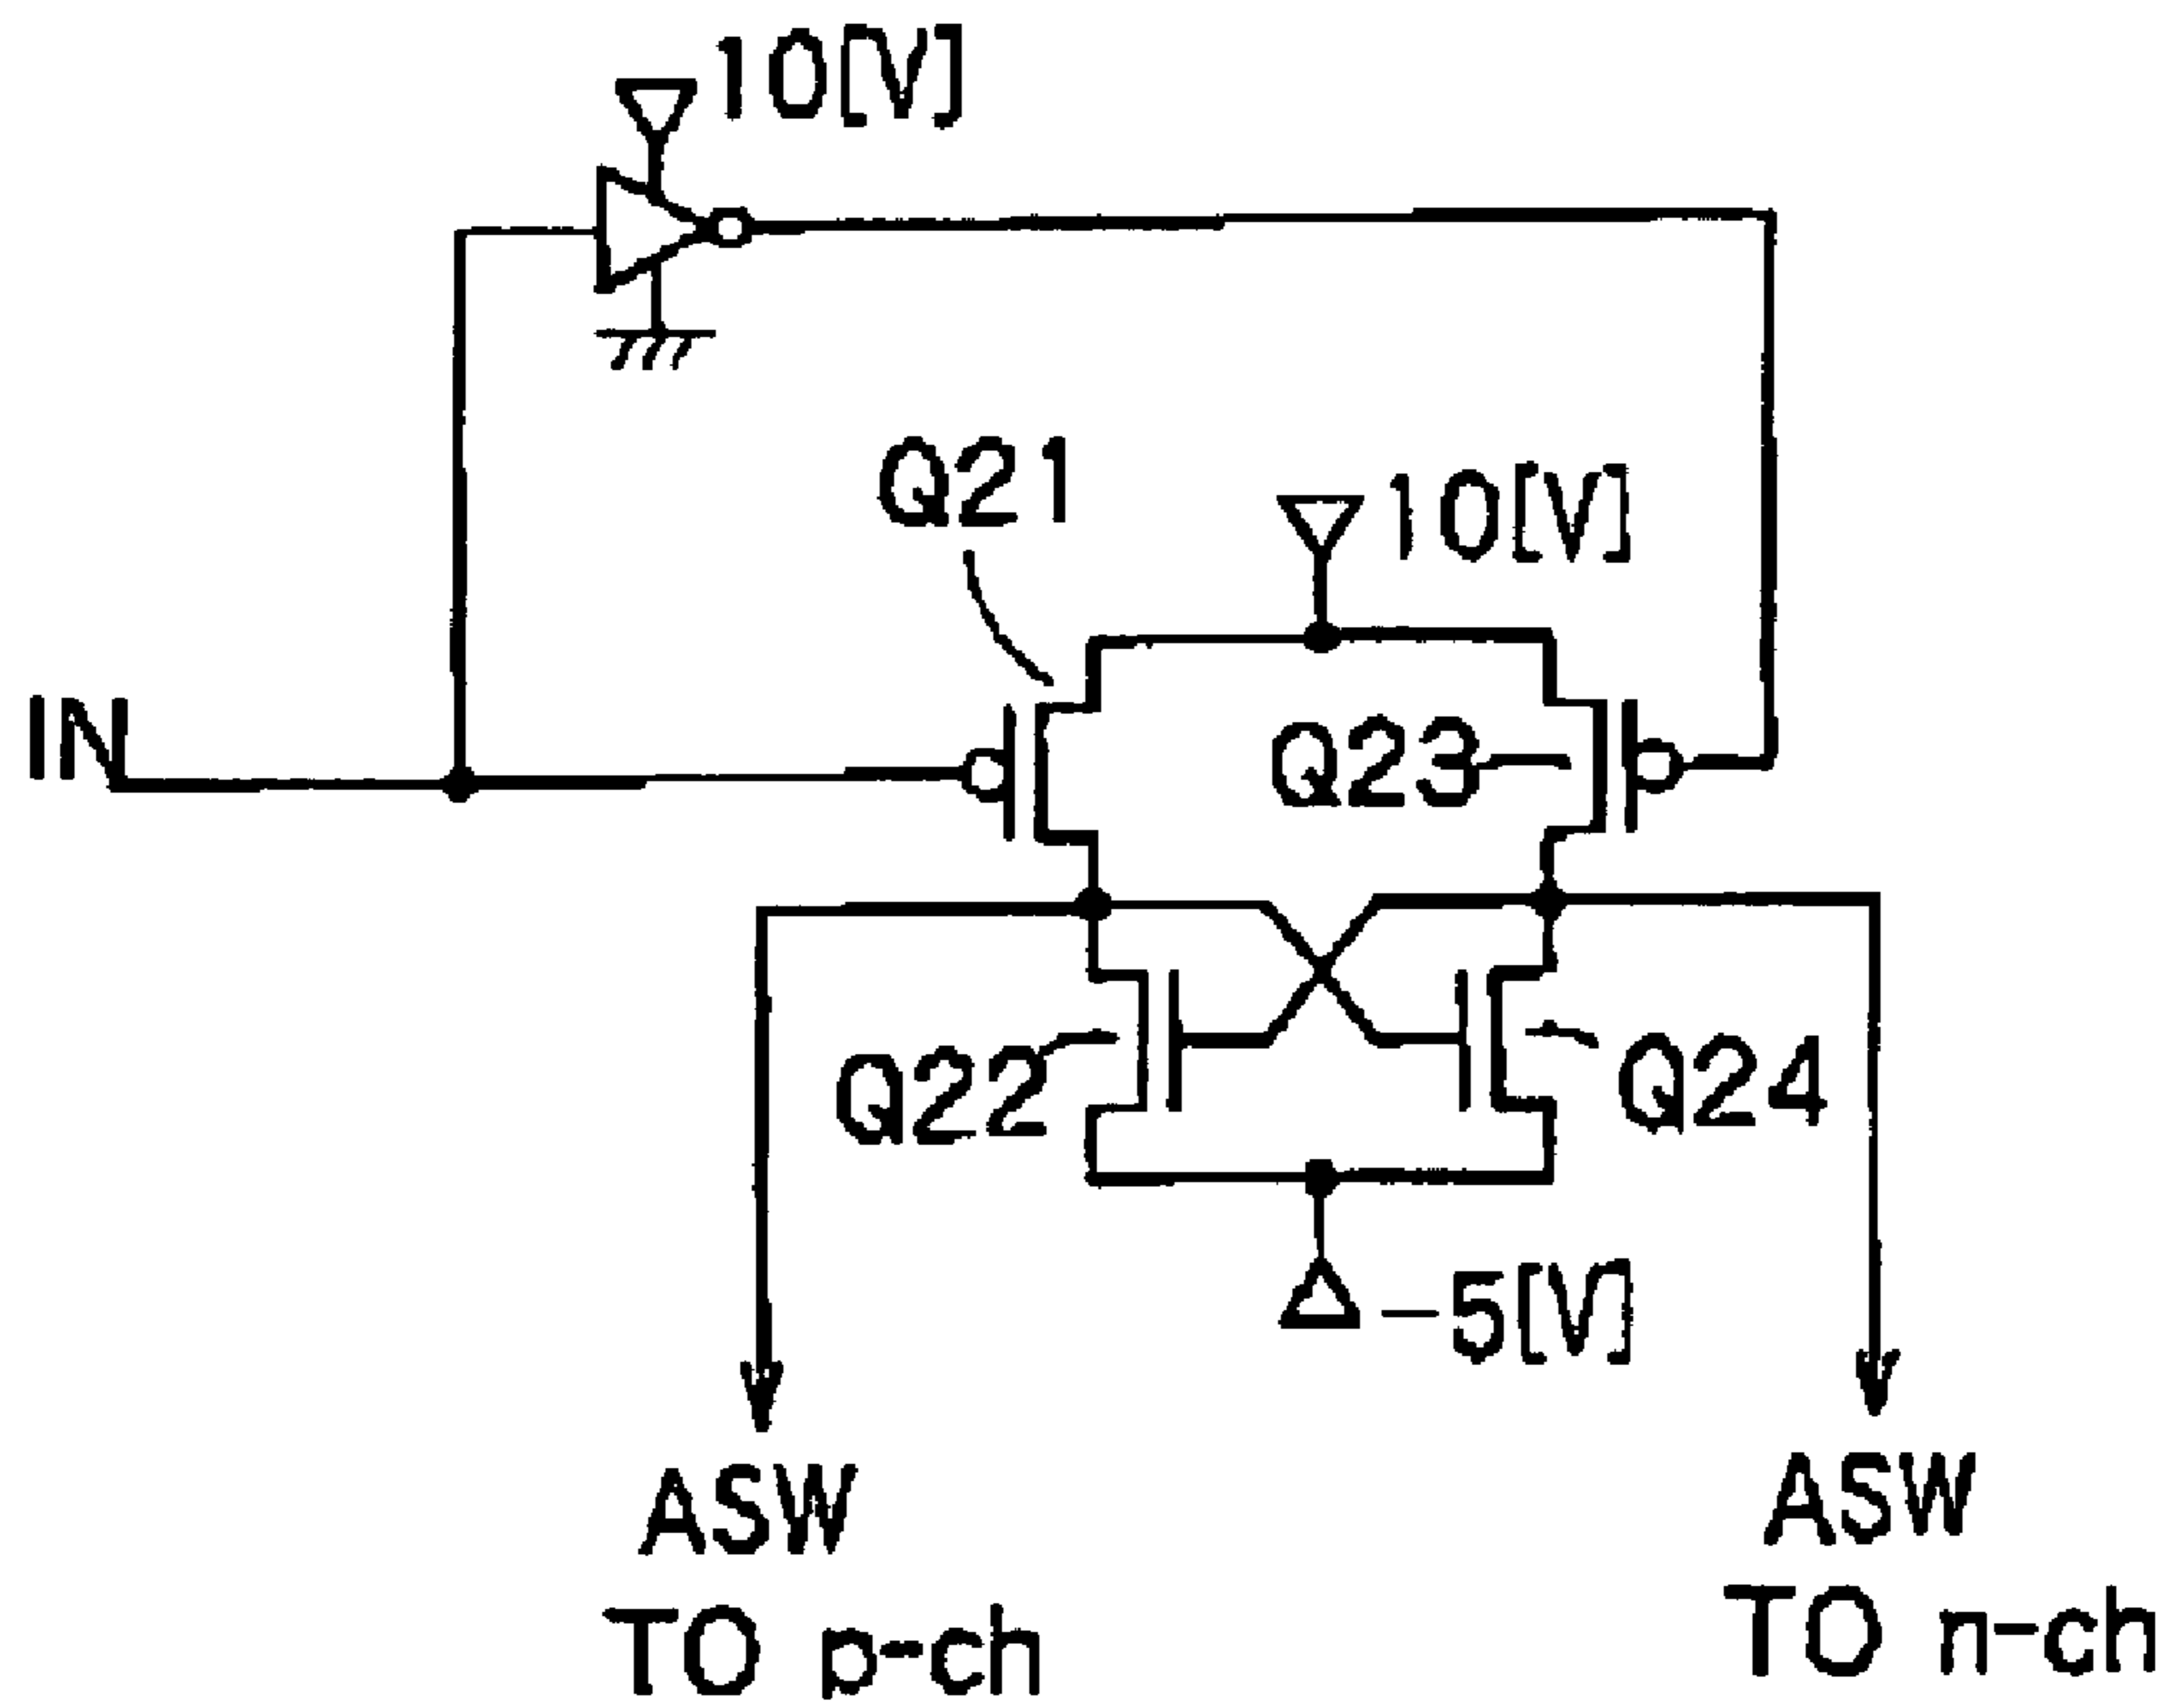 10[V]
Q21
10[V]
IN
Q23
Q22
Q24
-5[V]
ASW
TO p-ch
ASW
TO n-ch